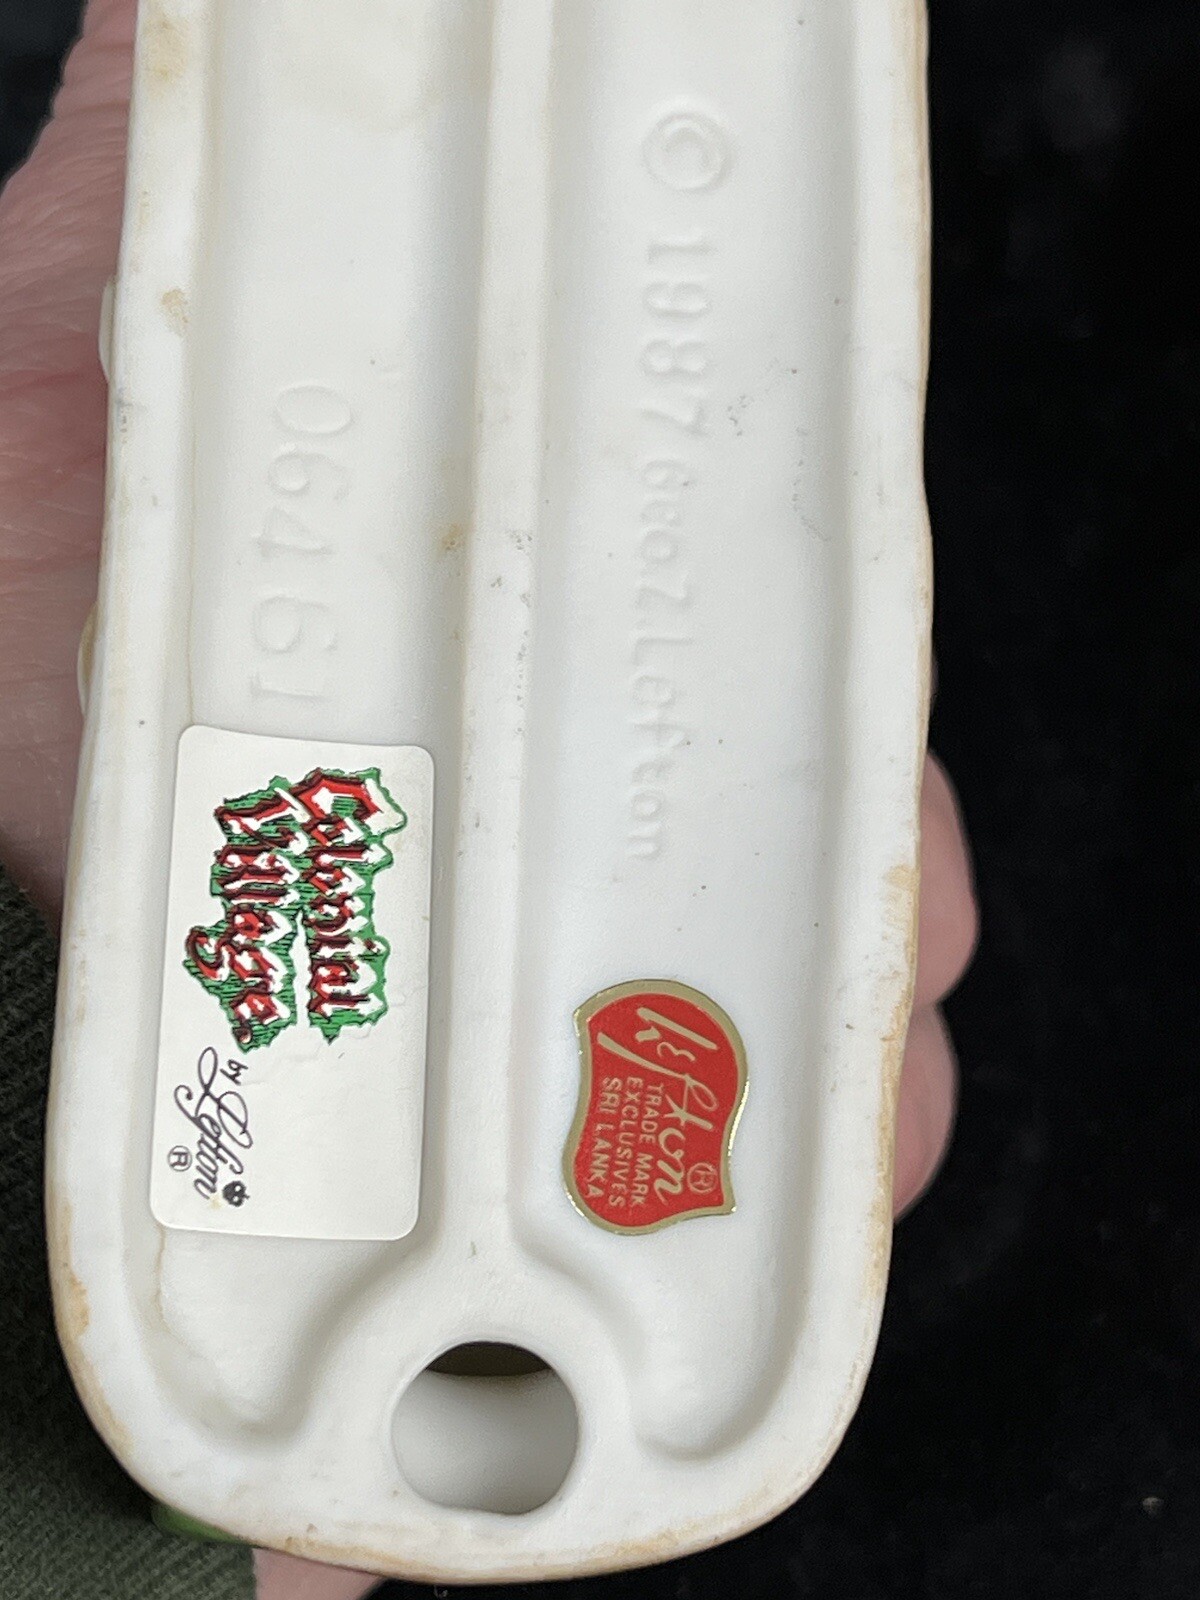 © 1987 Geo Z Lefton
06461
Colonial
Village
by Lefton ®
Lefton ®
TRADE MARK
EXCLUSIVES
SRI LANKA